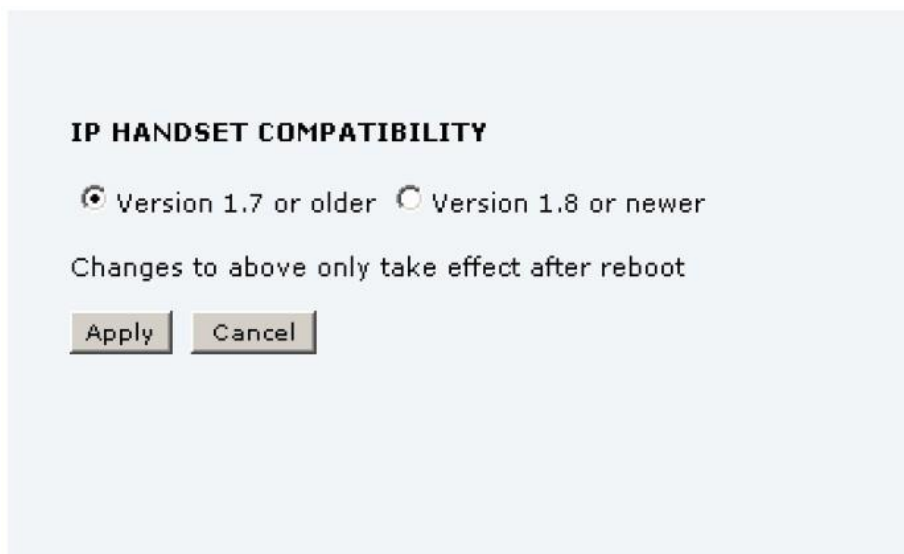 IP HANDSET COMPATIBILITY
Version 1.7 or older Version 1.8 or newer
Changes to above only take effect after reboot
Apply Cancel